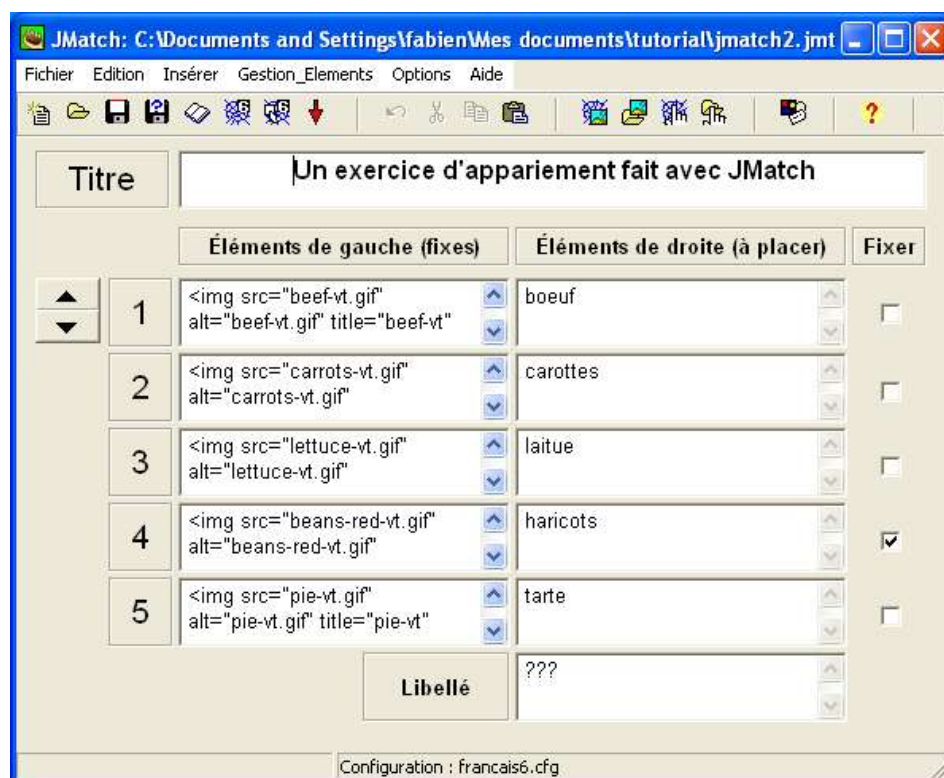 JMatch: C:\Documents and Settings\fabien\Mes documents\tutorial\jmatch2.jmt
Fichier Edition Insérer Gestion_Elements Options Aide
Titre
Un exercice d'appariement fait avec JMatch
Éléments de gauche (fixes) Éléments de droite (à placer) Fixer
1
<img src="beef-vt.gif"
alt="beef-vt.gif" title="beef-vt"
boeuf
2
<img src="carrots-vt.gif"
alt="carrots-vt.gif"
carottes
3
<img src="lettuce-vt.gif"
alt="lettuce-vt.gif"
laitue
4
<img src="beans-red-vt.gif"
alt="beans-red-vt.gif"
haricots
5
<img src="pie-vt.gif"
alt="pie-vt.gif" title="pie-vt"
tarte
Libellé
???
Configuration : francais6.cfg